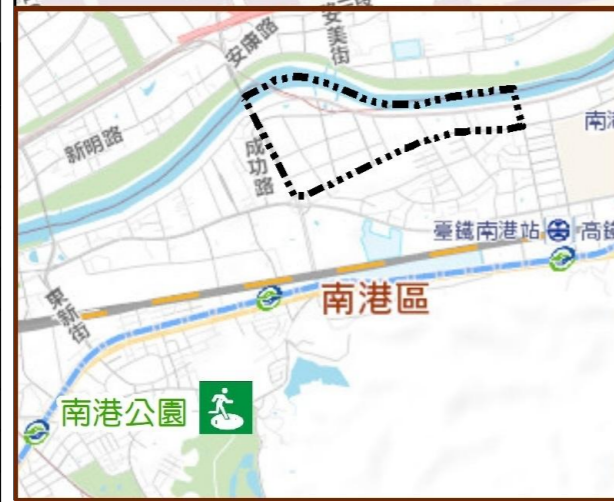 安康路
安美街
新明路
成功路
南港
臺鐵南港站
高鐵
南港區
東新街
南港公園